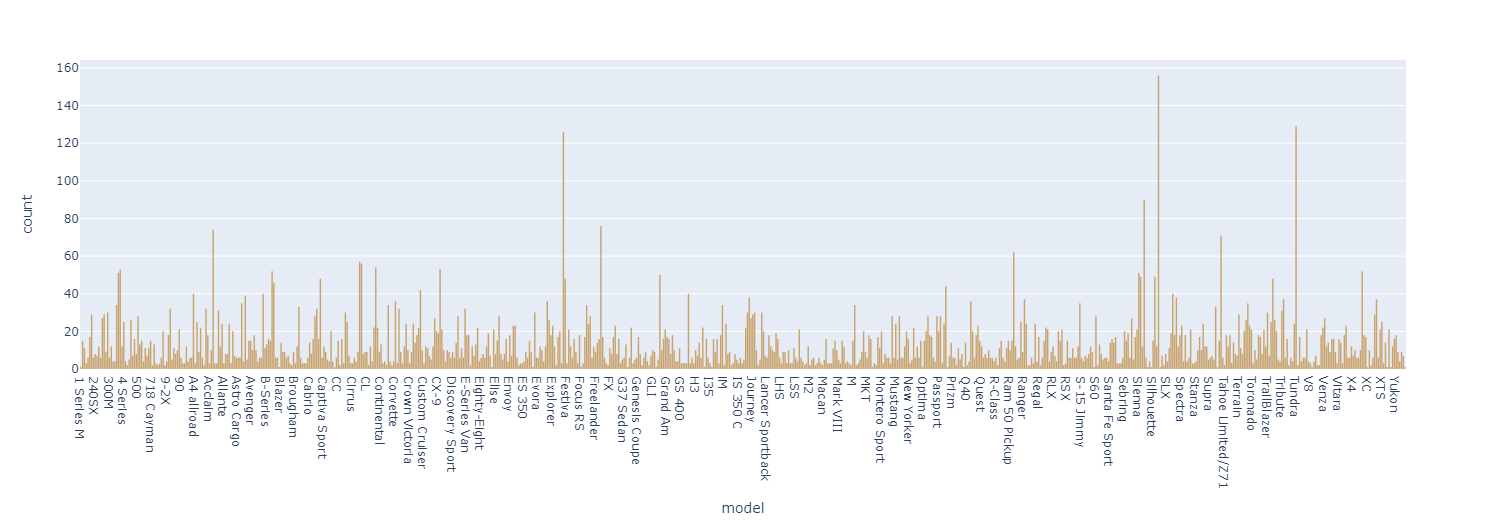 160
140
120
100
80
60
40
20
0
count
1 Series M
240SX
300M
4 Series
500
718 Cayman
9-2X
90
A4 allroad
Acclaim
Allante
Astro Cargo
Avenger
B-Series
Blazer
Brougham
Cabrio
Captiva Sport
CC
Cirrus
CL
Continental
Corvette
Crown Victoria
Custom Cruiser
CX-9
Discovery Sport
E-Series Van
Eighty-Eight
Elise
Envoy
ES 350
Evora
Explorer
Festiva
Focus RS
Freelander
FX
G37 Sedan
Genesis Coupe
GLI
Grand Am
GS 400
H3
I35
IM
IS 350 C
Journey
Lancer Sportback
LHS
LSS
M2
Macan
Mark VIII
M
MKT
Montero Sport
Mustang
New Yorker
Optima
Passport
Prizm
Q40
Quest
R-Class
Ram 50 Pickup
Ranger
Regal
RLX
RSX
S-15 Jimmy
S60
Santa Fe Sport
Sebring
Sienna
Silhouette
SLX
Spectra
Stanza
Supra
Tahoe Limited/Z71
Terrain
Toronado
TrailBlazer
Tribute
Tundra
V8
Venza
Vitara
X4
XC
XTS
Yukon
model